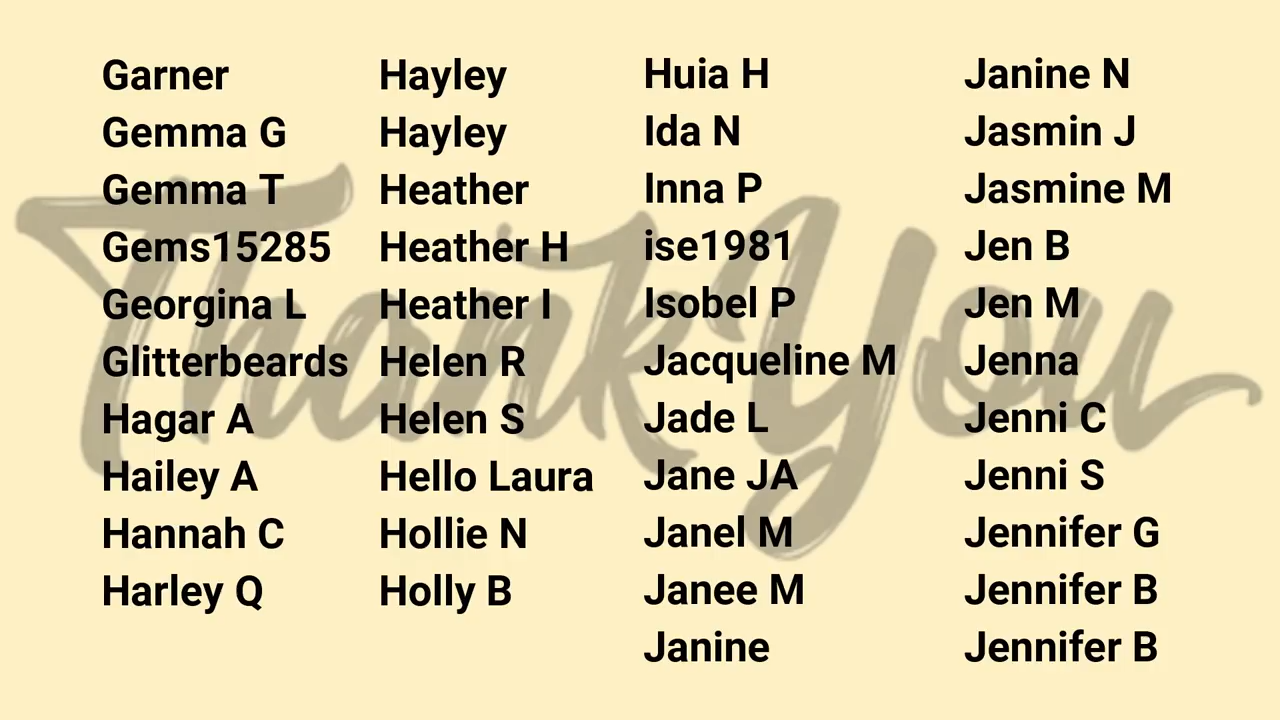 Garner
Gemma G
Gemma T
Gems15285
Georgina L
Glitterbeards
Hagar A
Hailey A
Hannah C
Harley Q
Hayley
Hayley
Heather
Heather H
Heather I
Helen R
Helen S
Hello Laura
Hollie N
Holly B
Huia H
Ida N
Inna P
ise1981
Isobel P
Jacqueline M
Jade L
Jane JA
Janel M
Janee M
Janine
Janine N
Jasmin J
Jasmine M
Jen B
Jen M
Jenna
Jenni C
Jenni S
Jennifer G
Jennifer B
Jennifer B
Thank You